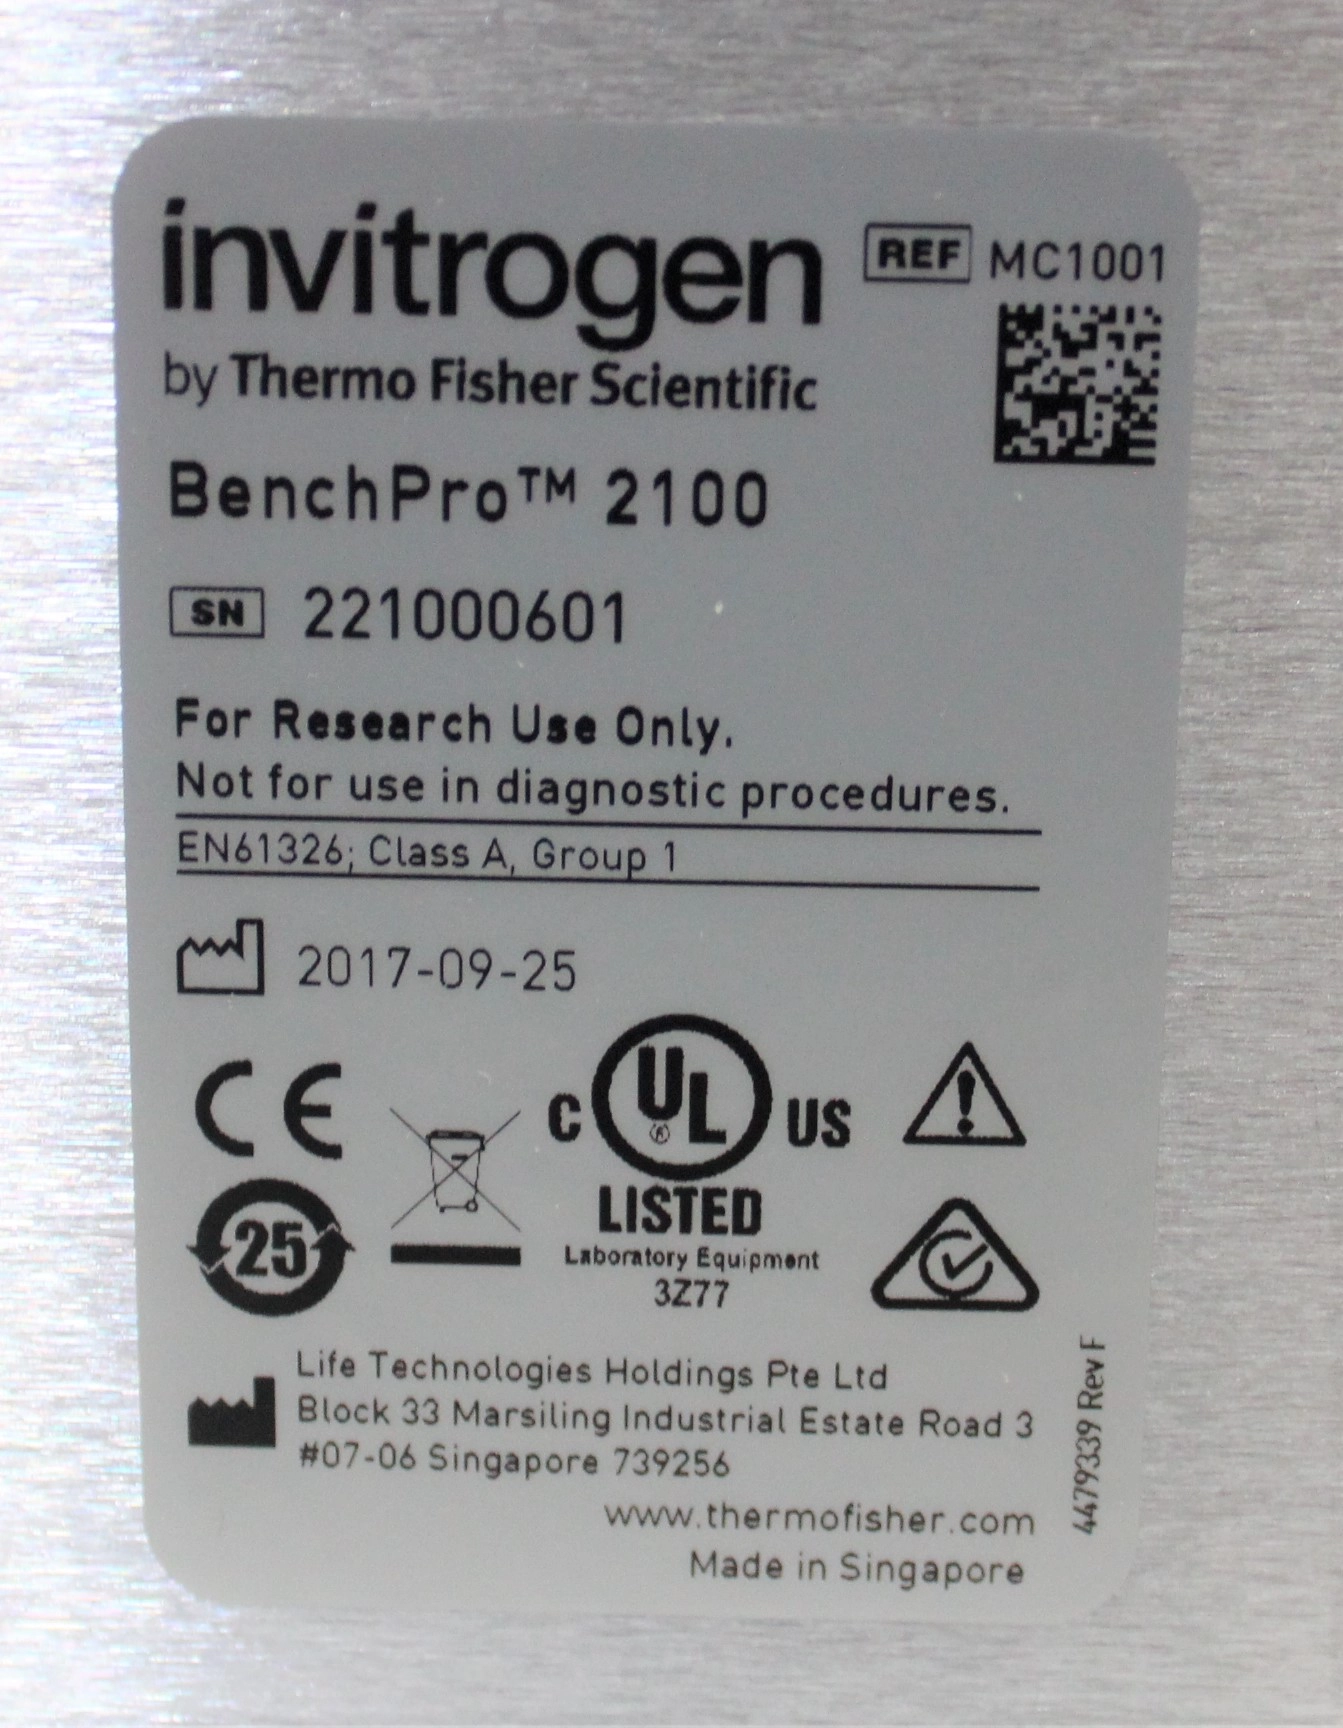 invitrogen
by Thermo Fisher Scientific
REF MC1001
BenchPro™ 2100
SN 221000601
For Research Use Only.
Not for use in diagnostic procedures.
EN61326; Class A, Group 1
2017-09-25
CE
C UL ® US
LISTED
Laboratory Equipment
3Z77
25
Life Technologies Holdings Pte Ltd
Block 33 Marsiling Industrial Estate Road 3
#07-06 Singapore 739256
www.thermofisher.com
Made in Singapore
4479339 Rev F